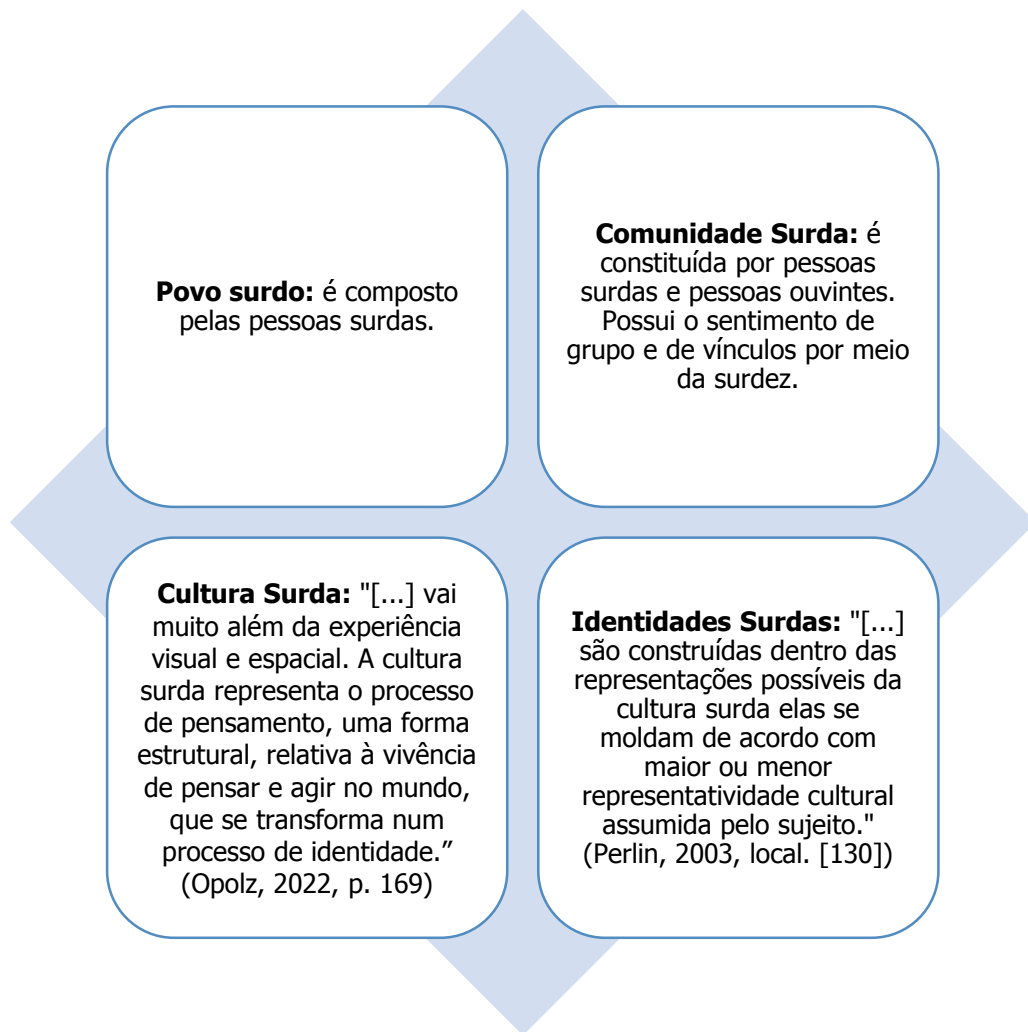 Povo surdo: é composto
pelas pessoas surdas.
Comunidade Surda: é
constituída por pessoas
surdas e pessoas ouvintes.
Possui o sentimento de
grupo e de vínculos por meio
da surdez.
Cultura Surda: "[...] vai
muito além da experiência
visual e espacial. A cultura
surda representa o processo
de pensamento, uma forma
estrutural, relativa à vivência
de pensar e agir no mundo,
que se transforma num
processo de identidade.”
(Opolz, 2022, p. 169)
Identidades Surdas: "[...]
são construídas dentro das
representações possíveis da
cultura surda elas se
moldam de acordo com
maior ou menor
representatividade cultural
assumida pelo sujeito."
(Perlin, 2003, local. [130])